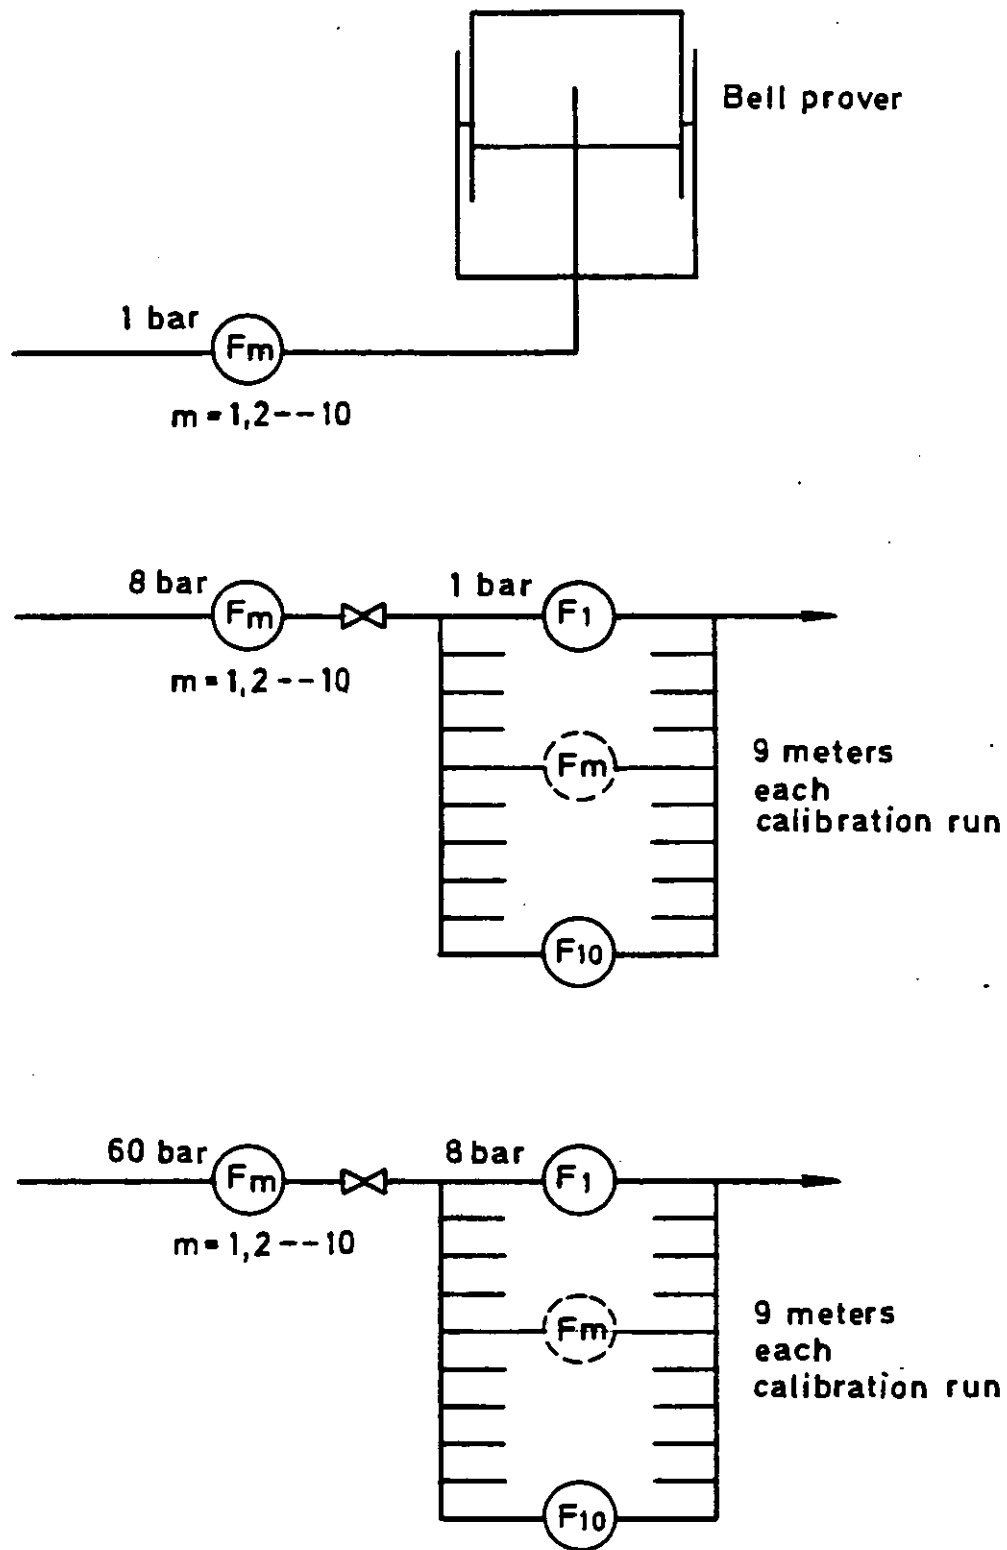 Bell prover
1 bar
Fm
m = 1,2--10
8 bar
Fm
1 bar
F1
m = 1,2--10
Fm
9 meters
each
calibration run
F10
60 bar
Fm
8 bar
F1
m = 1,2--10
Fm
9 meters
each
calibration run
F10